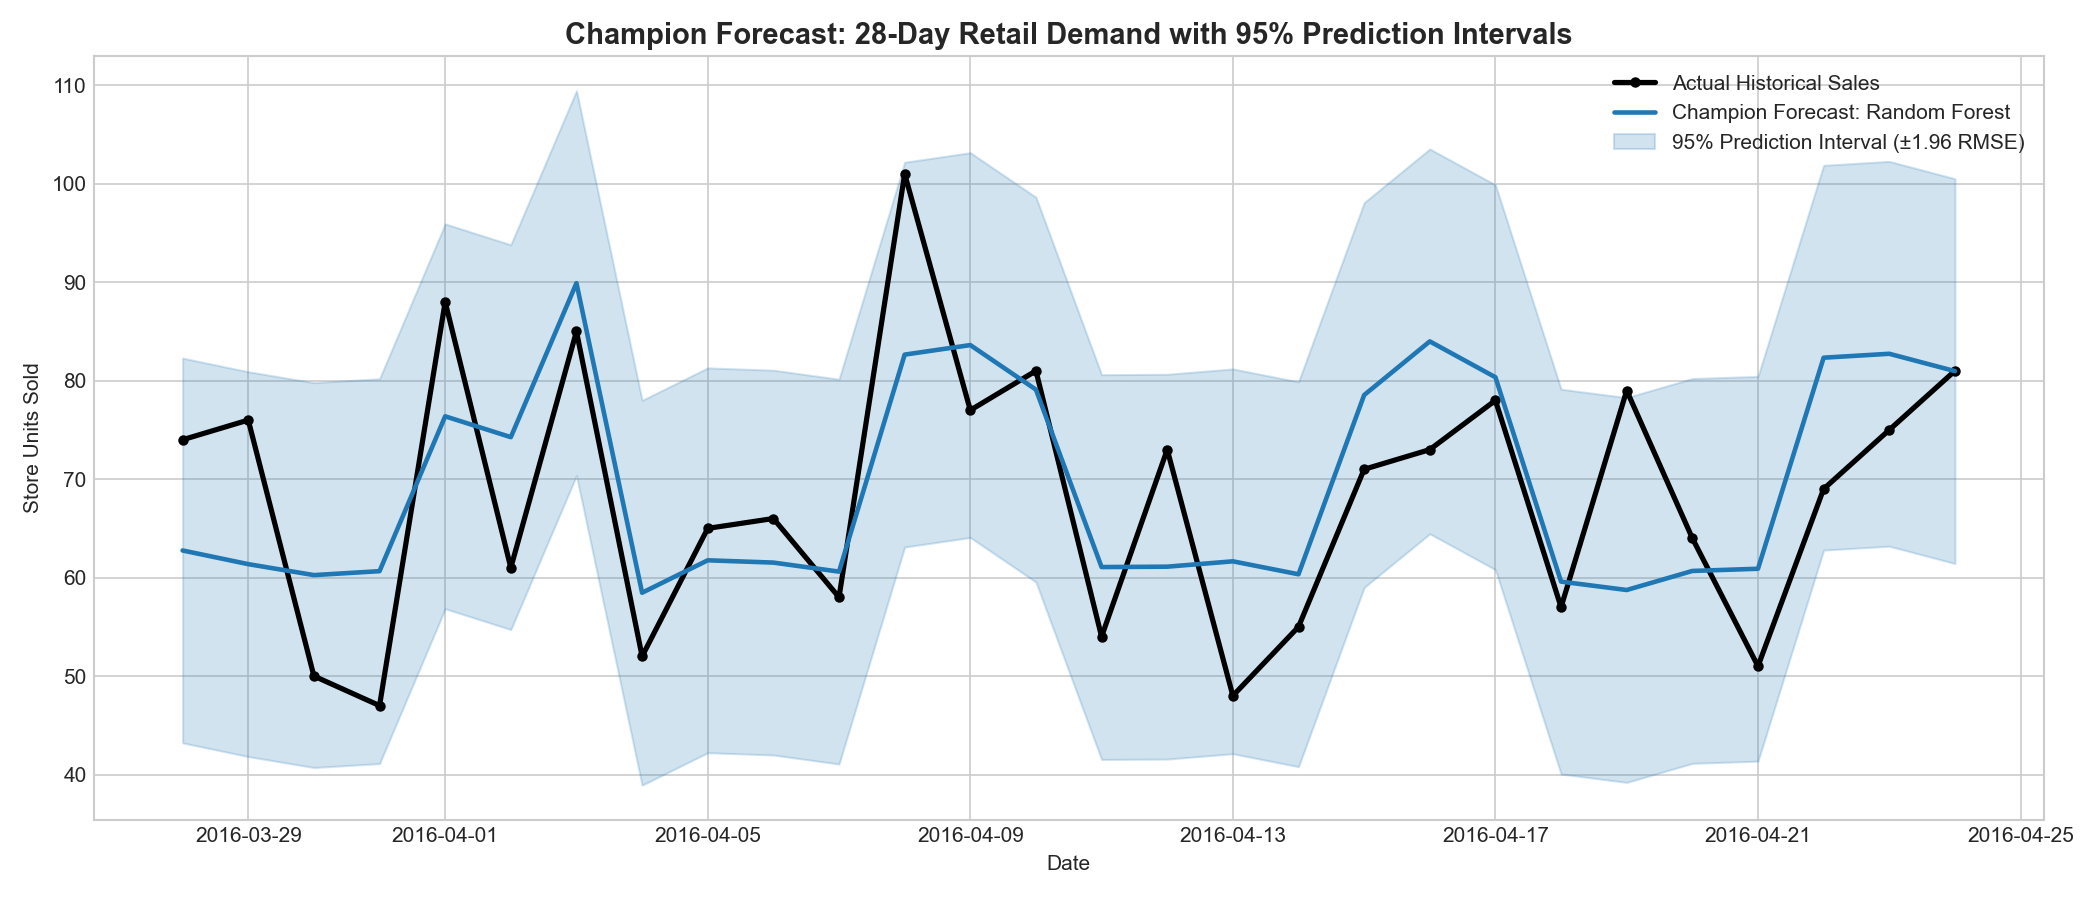 Champion Forecast: 28-Day Retail Demand with 95% Prediction Intervals
Actual Historical Sales
Champion Forecast: Random Forest
95% Prediction Interval (±1.96 RMSE)
Store Units Sold
110
100
90
80
70
60
50
40
2016-03-29 2016-04-01 2016-04-05 2016-04-09 2016-04-13 2016-04-17 2016-04-21 2016-04-25
Date